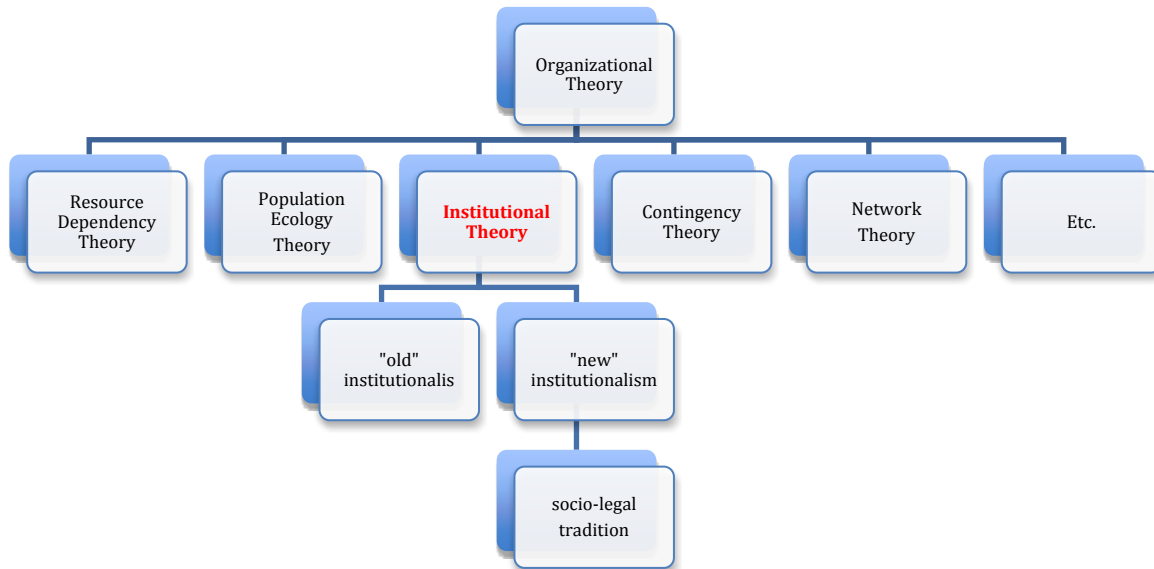 Organizational
Theory
Resource
Dependency
Theory
Population
Ecology
Theory
Institutional
Theory
Contingency
Theory
Network
Theory
Etc.
"old"
institutionalis
"new"
institutionalism
socio-legal
tradition